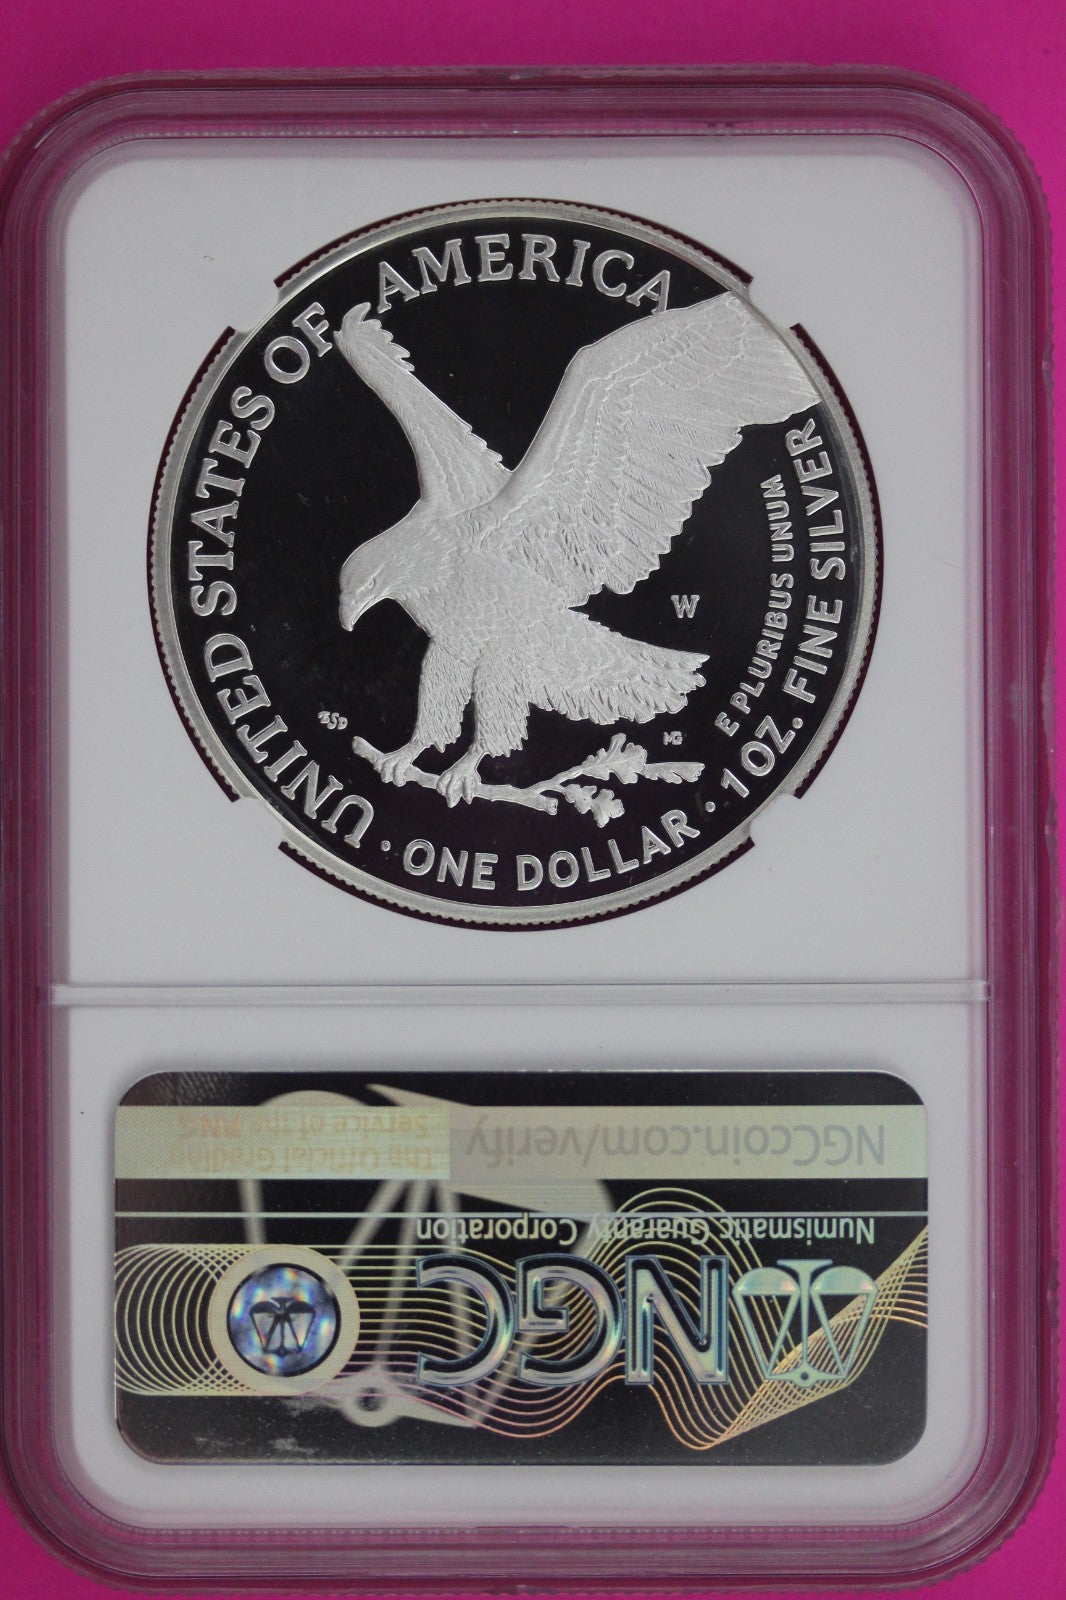 UNITED STATES OF AMERICA
E PLURIBUS UNUM
· ONE DOLLAR · 1 OZ. FINE SILVER
W
ESD
MG
NGC
Numismatic Guaranty Corporation
NGCcoin.com/verify
The Official Grading
Service of the